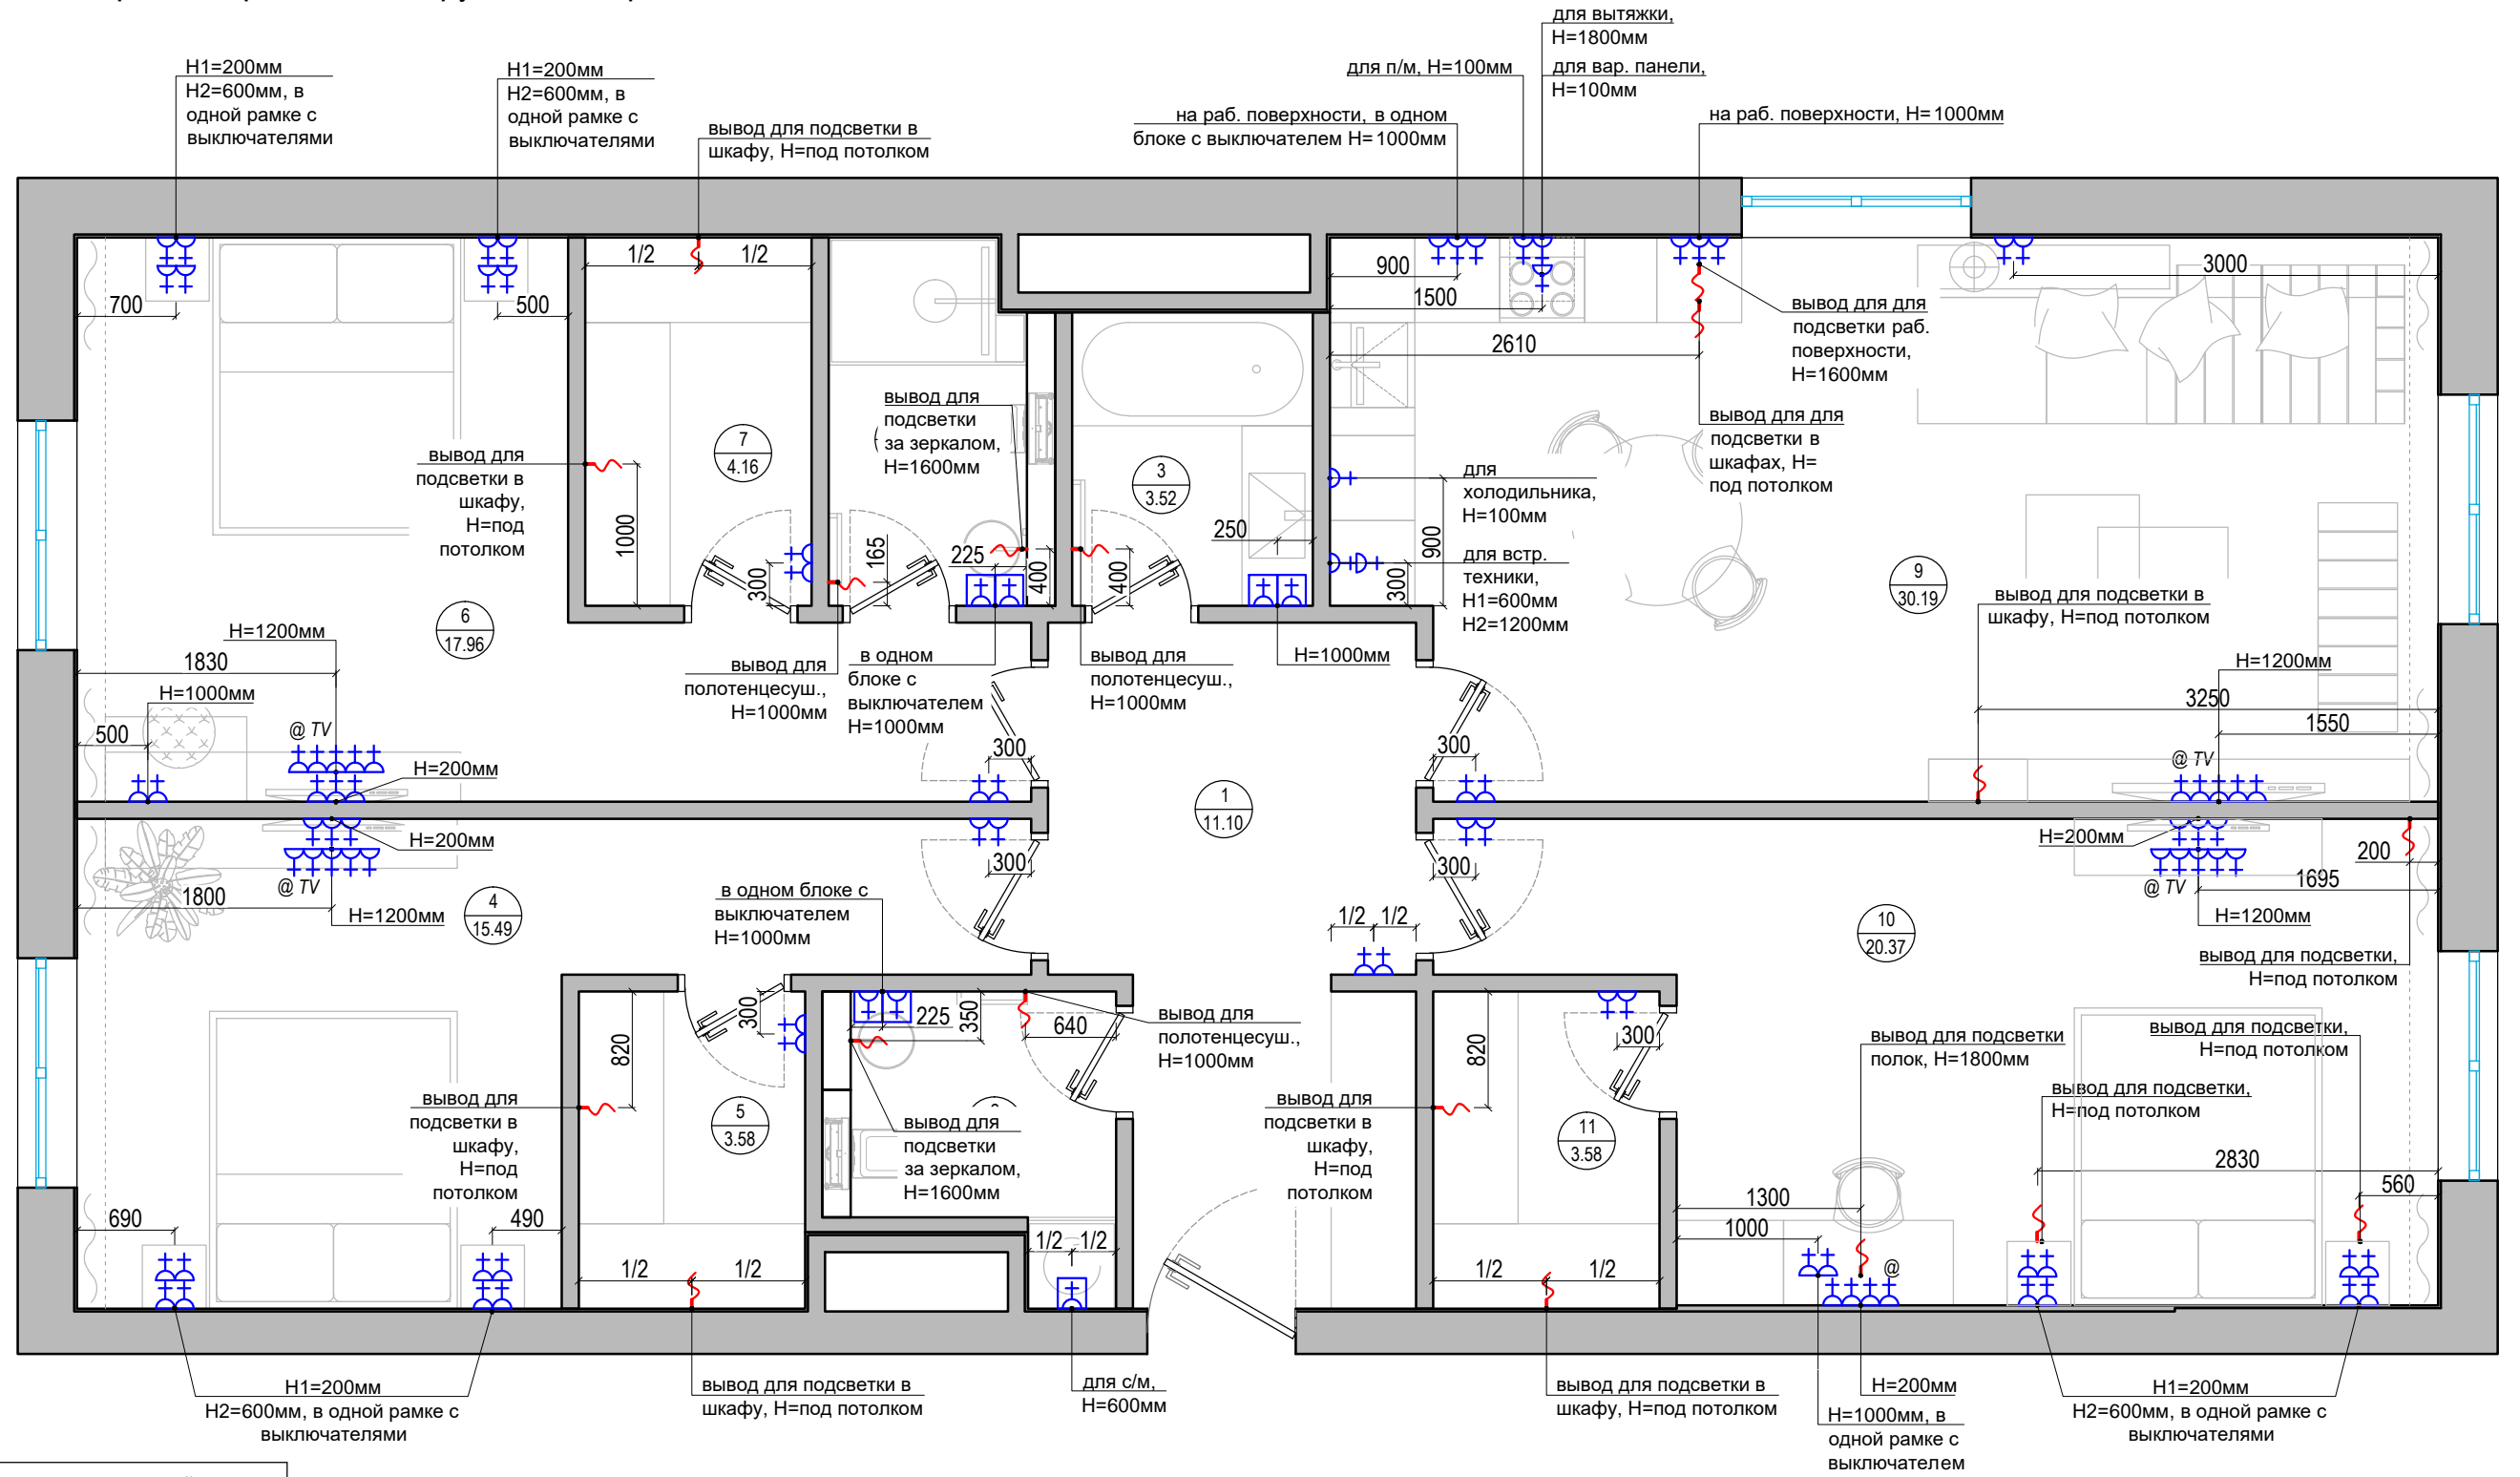 для вытяжки,
H=1800мм
для п/м, H=100мм
для вар. панели,
H=100мм
H1=200мм
H2=600мм, в
одной рамке с
выключателями
H1=200мм
H2=600мм, в
одной рамке с
выключателями
вывод для подсветки в
шкафу, H=под потолком
на раб. поверхности, в одном
блоке с выключателем H=1000мм
на раб. поверхности, H=1000мм
1/2
1/2
700
500
900
1500
2610
3000
вывод для для
подсветки раб.
поверхности,
H=1600мм
вывод для для
подсветки в
шкафах, H=
под потолком
вывод для
подсветки в
шкафу,
H=под
потолком
1000
7
4.16
300
вывод для
подсветки
за зеркалом,
H=1600мм
165
225
400
3
3.52
250
400
для
холодильника,
H=100мм
900
для встр.
техники,
H1=600мм
H2=1200мм
300
9
30.19
вывод для подсветки в
шкафу, H=под потолком
6
17.96
H=1200мм
1830
H=1000мм
500
@ TV
H=200мм
вывод для
полотенцесуш.,
H=1000мм
в одном
блоке с
выключателем
H=1000мм
вывод для
полотенцесуш.,
H=1000мм
H=1000мм
300
300
1
11.10
H=1200мм
3250
1550
@ TV
H=200мм
@ TV
1800
H=1200мм
4
15.49
300
300
в одном блоке с
выключателем
H=1000мм
1/2
1/2
H=200мм
@ TV
200
1695
H=1200мм
10
20.37
вывод для подсветки,
H=под потолком
820
300
225
350
640
вывод для
полотенцесуш.,
H=1000мм
820
300
вывод для подсветки
полок, H=1800мм
вывод для подсветки,
H=под потолком
вывод для подсветки,
H=под потолком
вывод для
подсветки в
шкафу,
H=под
потолком
5
3.58
вывод для
подсветки
за зеркалом,
H=1600мм
вывод для
подсветки в
шкафу,
H=под
потолком
11
3.58
2830
560
1300
1000
690
490
1/2
1/2
1/2
1/2
1/2
1/2
@
H1=200мм
H2=600мм, в одной рамке с
выключателями
вывод для подсветки в
шкафу, H=под потолком
для с/м,
H=600мм
вывод для подсветки в
шкафу, H=под потолком
H=200мм
H=1000мм, в
одной рамке с
выключателем
H1=200мм
H2=600мм, в одной рамке с
выключателями